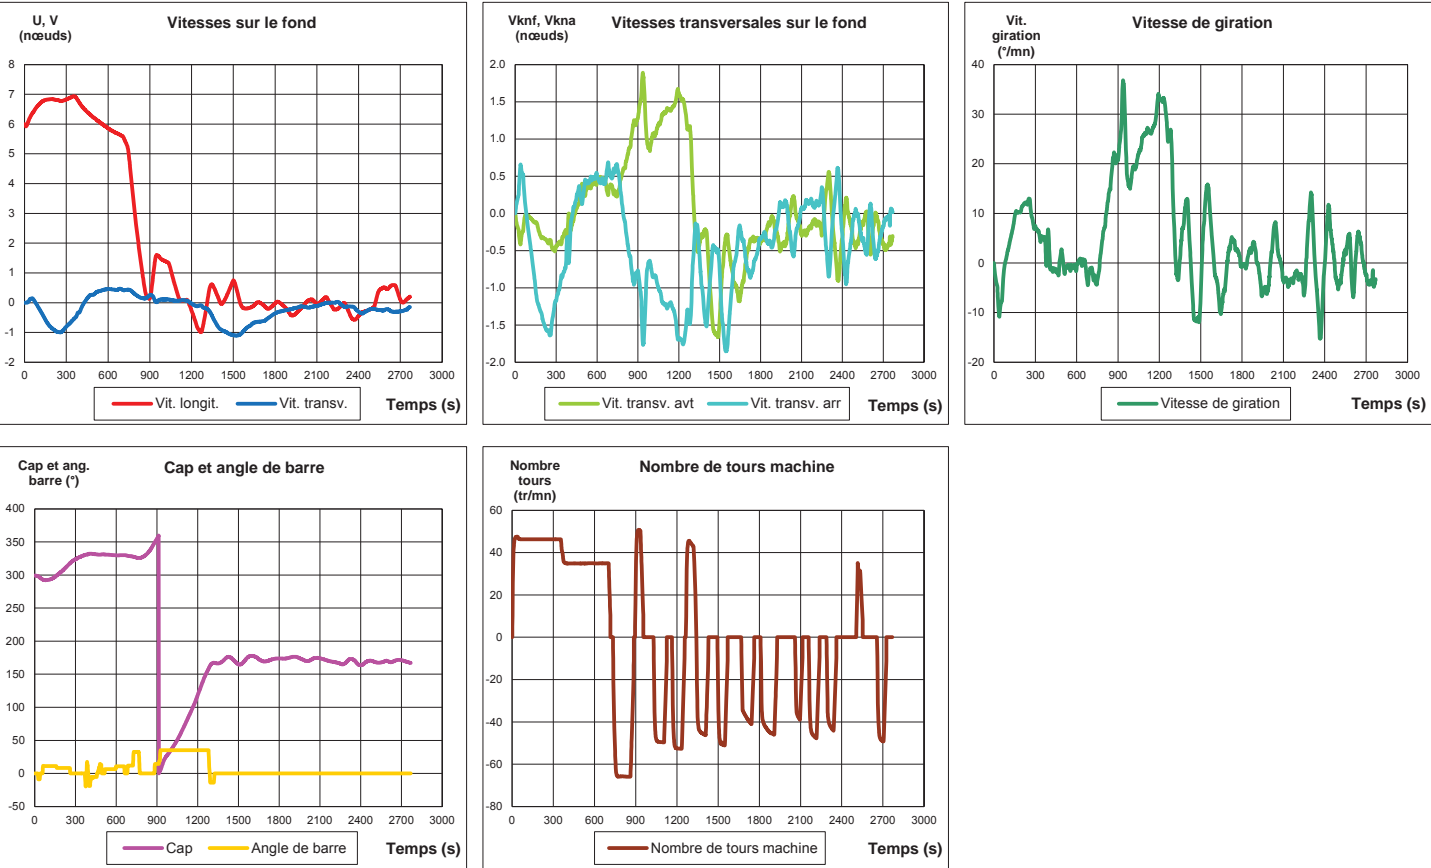 U, V
(nœuds)
Vitesses sur le fond
8
7
6
5
4
3
2
1
0
-1
-2
0 300 600 900 1200 1500 1800 2100 2400 2700 3000
Vit. longit. Vit. transv.
Temps (s)
Vknf, Vkna
(nœuds)
Vitesses transversales sur le fond
2.0
1.5
1.0
0.5
0.0
-0.5
-1.0
-1.5
-2.0
0 300 600 900 1200 1500 1800 2100 2400 2700 3000
Vit. transv. avt Vit. transv. arr
Temps (s)
Vit.
giration
(°/mn)
Vitesse de giration
40
30
20
10
0
-10
-20
0 300 600 900 1200 1500 1800 2100 2400 2700 3000
Vitesse de giration
Temps (s)
Cap et ang.
barre (°)
Cap et angle de barre
400
350
300
250
200
150
100
50
0
-50
0 300 600 900 1200 1500 1800 2100 2400 2700 3000
Cap Angle de barre
Temps (s)
Nombre
tours
(tr/mn)
Nombre de tours machine
60
40
20
0
-20
-40
-60
-80
0 300 600 900 1200 1500 1800 2100 2400 2700 3000
Nombre de tours machine
Temps (s)